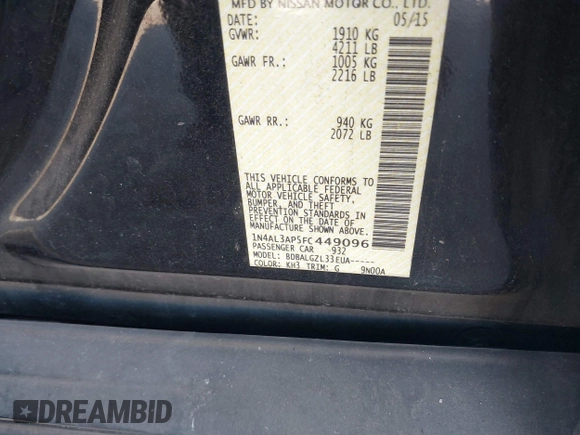 MFD BY NISSAN MOTOR CO., LTD.
DATE: 05/15
GVWR: 1910 KG
4211 LB
GAWR FR.: 1005 KG
2216 LB
GAWR RR.: 940 KG
2072 LB
THIS VEHICLE CONFORMS TO
ALL APPLICABLE FEDERAL
MOTOR VEHICLE SAFETY,
BUMPER, AND THEFT
PREVENTION STANDARDS
IN EFFECT ON THE DATE OF
MANUFACTURE SHOWN ABOVE.
1N4AL3AP5FC449096
PASSENGER CAR -932
MODEL: BDBALGZL33EUA-----
COLOR: KH3 TRIM: G 9N00A
DREAMBID